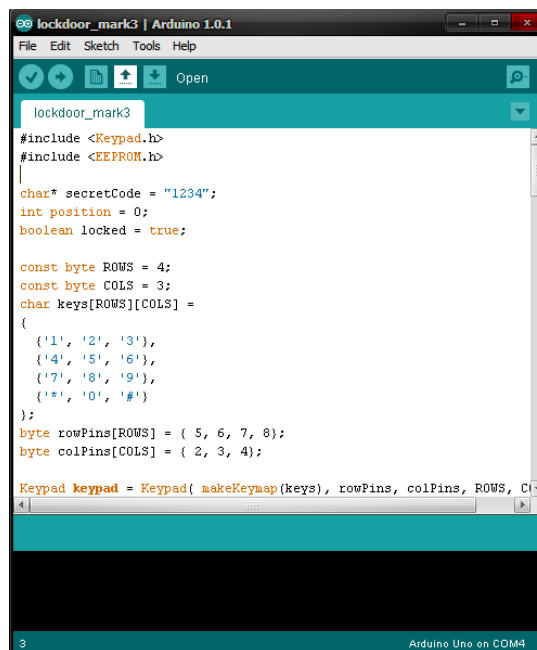 lockdoor_mark3 | Arduino 1.0.1
File Edit Sketch Tools Help
Open
lockdoor_mark3
#include <Keypad.h>
#include <EEPROM.h>
char* secretCode = "1234";
int position = 0;
boolean locked = true;
const byte ROWS = 4;
const byte COLS = 3;
char keys[ROWS][COLS] =
{
{'1', '2', '3'},
{'4', '5', '6'},
{'7', '8', '9'},
{'*', '0', '#'}
};
byte rowPins[ROWS] = { 5, 6, 7, 8};
byte colPins[COLS] = { 2, 3, 4};
Keypad keypad = Keypad( makeKeymap(keys), rowPins, colPins, ROWS, CO
3
Arduino Uno on COM4